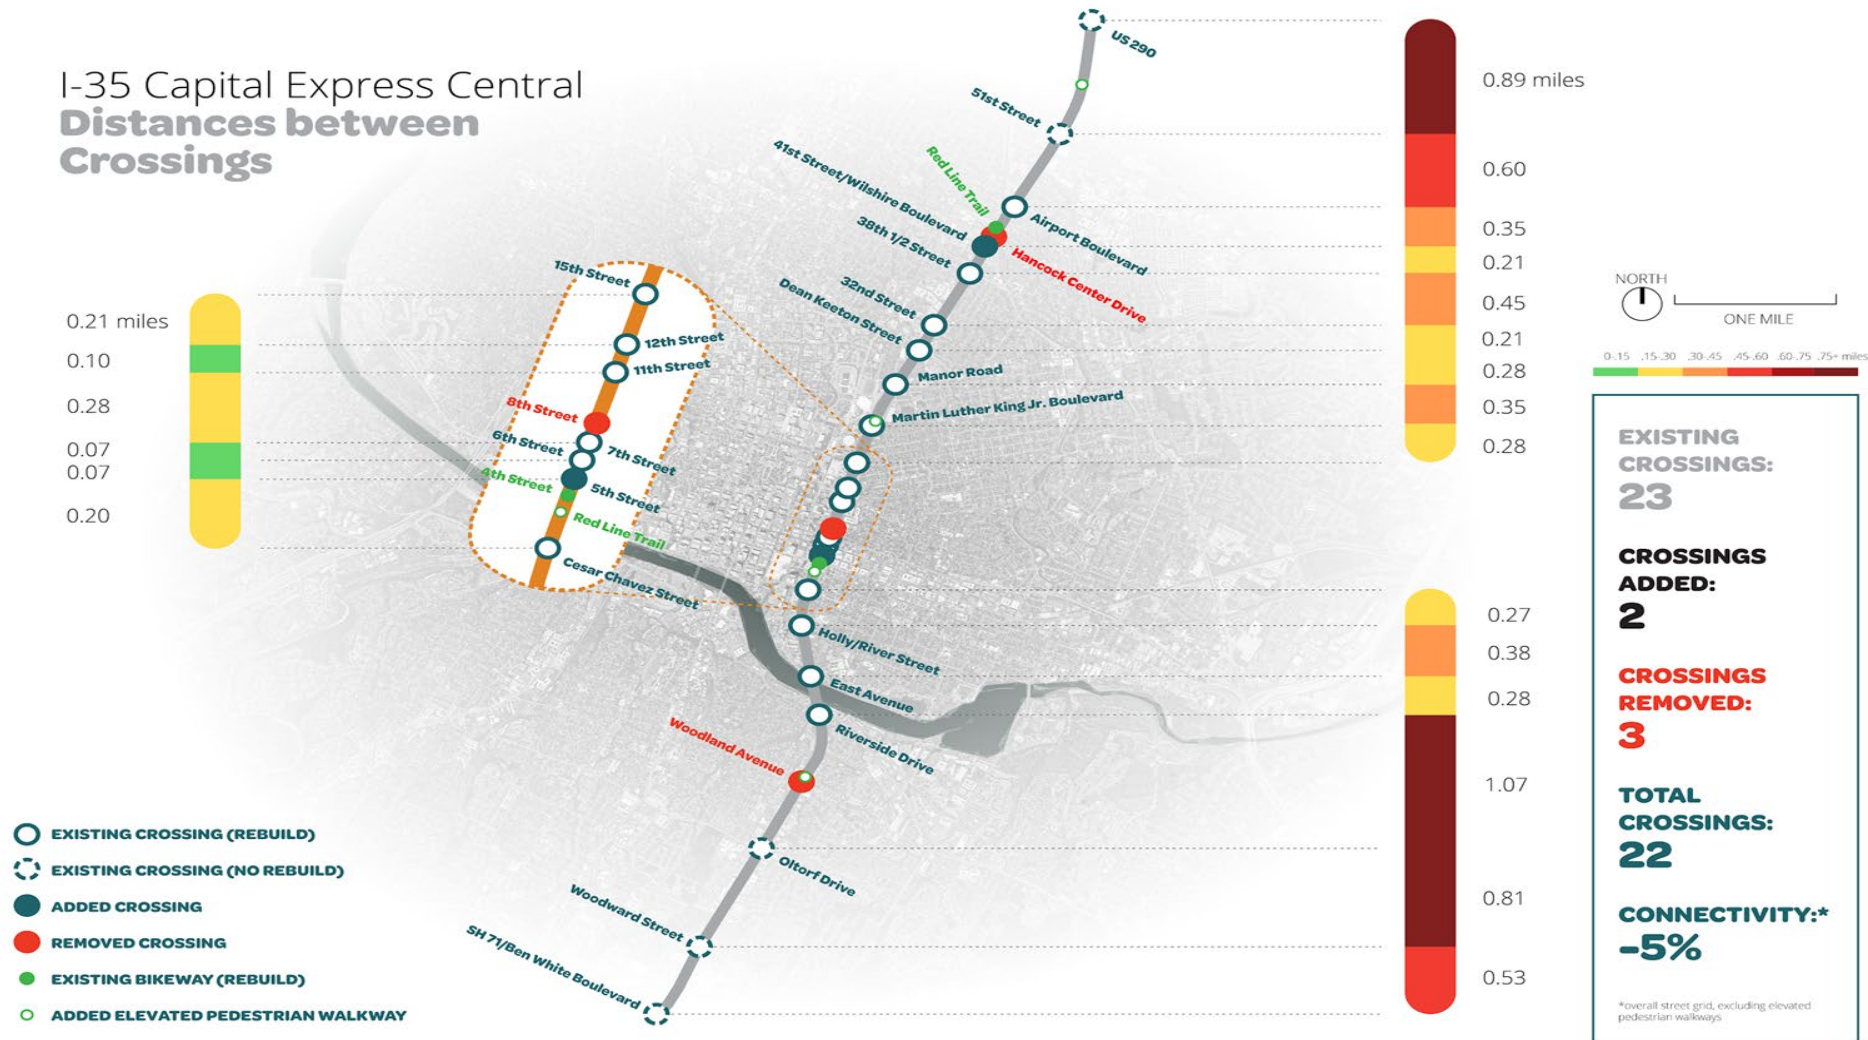 I-35 Capital Express Central
Distances between
Crossings
US 290
51st Street
Red Line Trail
41st Street/Wilshire Boulevard
Airport Boulevard
38th 1/2 Street
Hancock Center Drive
32nd Street
Dean Keeton Street
Manor Road
Martin Luther King Jr. Boulevard
15th Street
12th Street
11th Street
8th Street
6th Street
7th Street
4th Street
5th Street
Red Line Trail
Cesar Chavez Street
Holly/River Street
East Avenue
Riverside Drive
Woodland Avenue
Oltorf Drive
Woodward Street
SH 71/Ben White Boulevard
0.21 miles
0.10
0.28
0.07
0.07
0.20
0.89 miles
0.60
0.35
0.21
0.45
0.21
0.28
0.35
0.28
0.27
0.38
0.28
1.07
0.81
0.53
NORTH
ONE MILE
0-.15 .15-.30 .30-.45 .45-.60 .60-.75 .75+ miles
EXISTING
CROSSINGS:
23
CROSSINGS
ADDED:
2
CROSSINGS
REMOVED:
3
TOTAL
CROSSINGS:
22
CONNECTIVITY:*
-5%
*overall street grid, excluding elevated
pedestrian walkways
EXISTING CROSSING (REBUILD)
EXISTING CROSSING (NO REBUILD)
ADDED CROSSING
REMOVED CROSSING
EXISTING BIKEWAY (REBUILD)
ADDED ELEVATED PEDESTRIAN WALKWAY